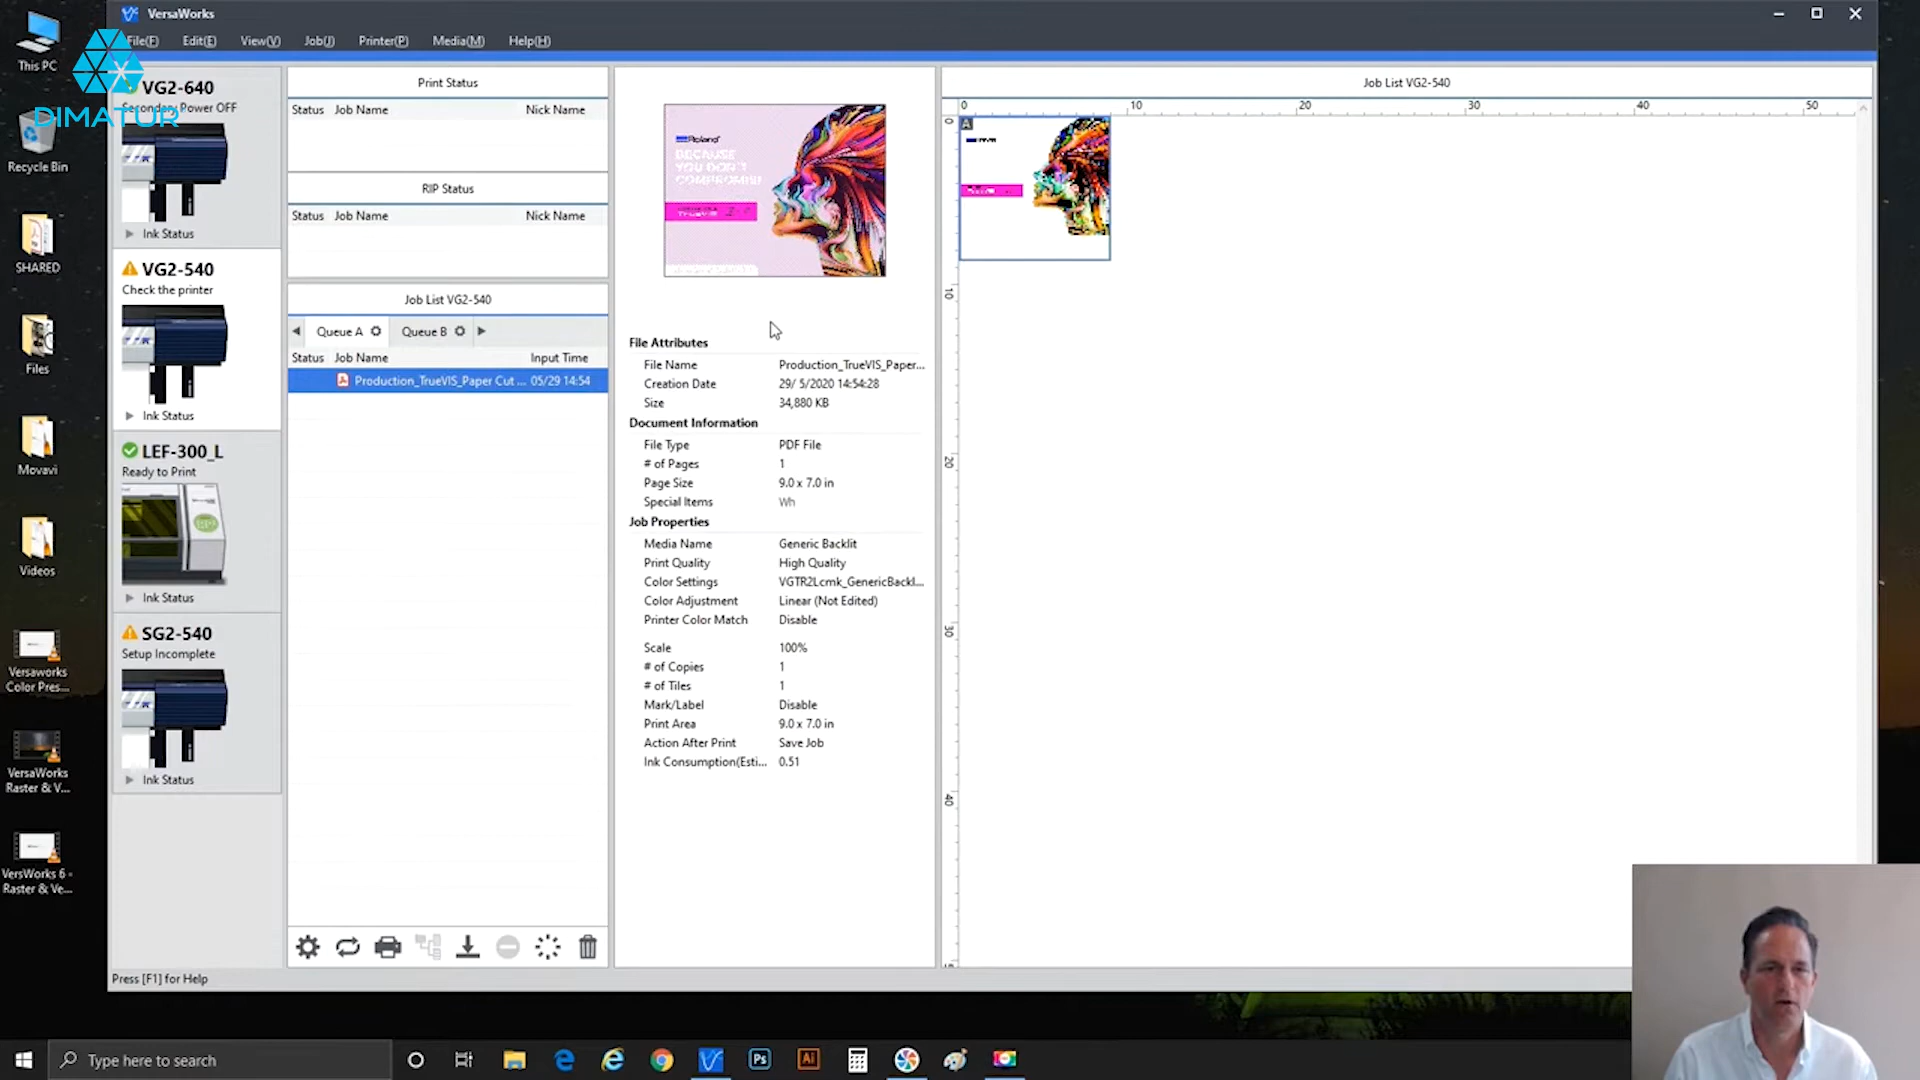 VersaWorks
File(F) Edit(E) View(V) Job(J) Printer(P) Media(M) Help(H)
This PC
Recycle Bin
SHARED
Files
Movavi
Videos
Versaworks
Color Pres...
VersaWorks
Raster & V...
VersWorks 6 -
Raster & Ve...
DIMATUR
VG2-640
Secondary Power OFF
Ink Status
VG2-540
Check the printer
Ink Status
LEF-300_L
Ready to Print
Ink Status
SG2-540
Setup Incomplete
Ink Status
Print Status
Status Job Name Nick Name
RIP Status
Status Job Name Nick Name
Job List VG2-540
Queue A Queue B
Status Job Name Input Time
Production_TrueVIS_Paper Cut ... 05/29 14:54
Roland
BECAUSE
YOU DON'T
COMPROMISE
TrueVIS
File Attributes
File Name Production_TrueVIS_Paper...
Creation Date 29/ 5/2020 14:54:28
Size 34,880 KB
Document Information
File Type PDF File
# of Pages 1
Page Size 9.0 x 7.0 in
Special Items Wh
Job Properties
Media Name Generic Backlit
Print Quality High Quality
Color Settings VGTR2Lcmk_GenericBackl...
Color Adjustment Linear (Not Edited)
Printer Color Match Disable
Scale 100%
# of Copies 1
# of Tiles 1
Mark/Label Disable
Print Area 9.0 x 7.0 in
Action After Print Save Job
Ink Consumption(Esti... 0.51
Job List VG2-540
0 10 20 30 40 50
0
10
20
30
40
A
Press [F1] for Help
Type here to search
Ps
Ai